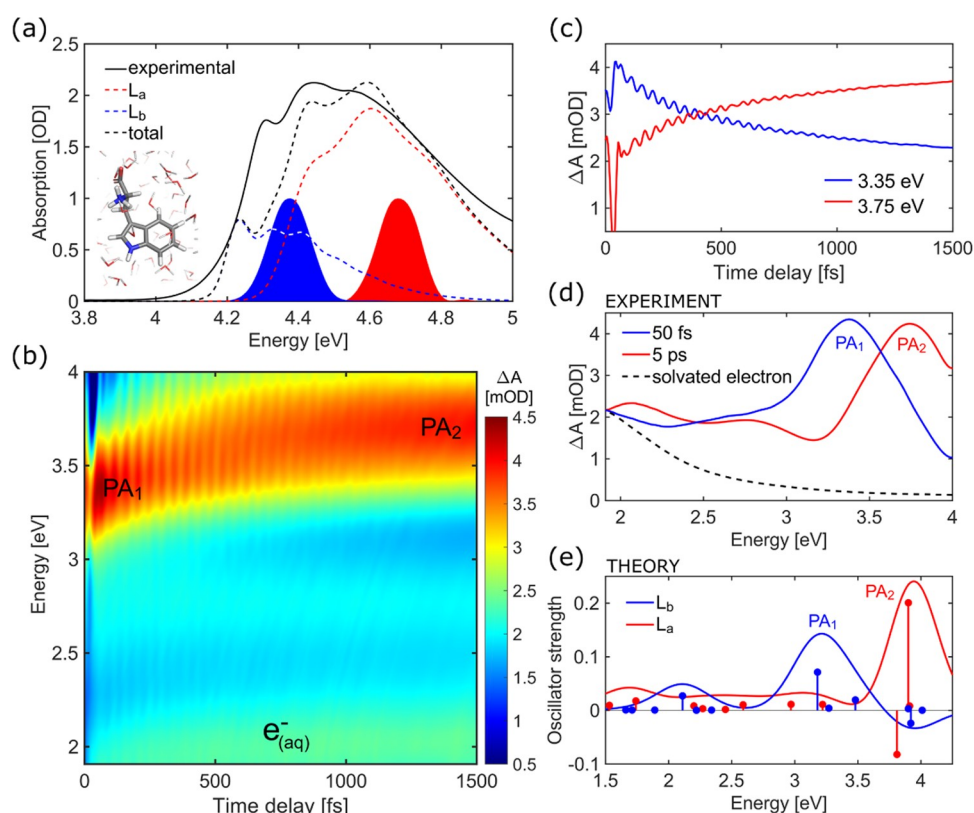 (a)
2.5
2
1.5
1
0.5
0
Absorption [OD]
experimental
Lₐ
L_b
total
3.8 4 4.2 4.4 4.6 4.8 5
Energy [eV]
(b)
4
3.5
3
2.5
2
Energy [eV]
PA₁
PA₂
e⁻(aq)
0 500 1000 1500
Time delay [fs]
ΔA
[mOD]
4.5
4
3.5
3
2.5
2
1.5
1
0.5
(c)
4
3
2
1
0
ΔA [mOD]
3.35 eV
3.75 eV
0 500 1000 1500
Time delay [fs]
(d) EXPERIMENT
4
3
2
1
0
ΔA [mOD]
50 fs
5 ps
solvated electron
PA₁
PA₂
2 2.5 3 3.5 4
Energy [eV]
(e) THEORY
0.2
0.1
0
-0.1
Oscillator strength
L_b
Lₐ
PA₁
PA₂
1.5 2 2.5 3 3.5 4
Energy [eV]